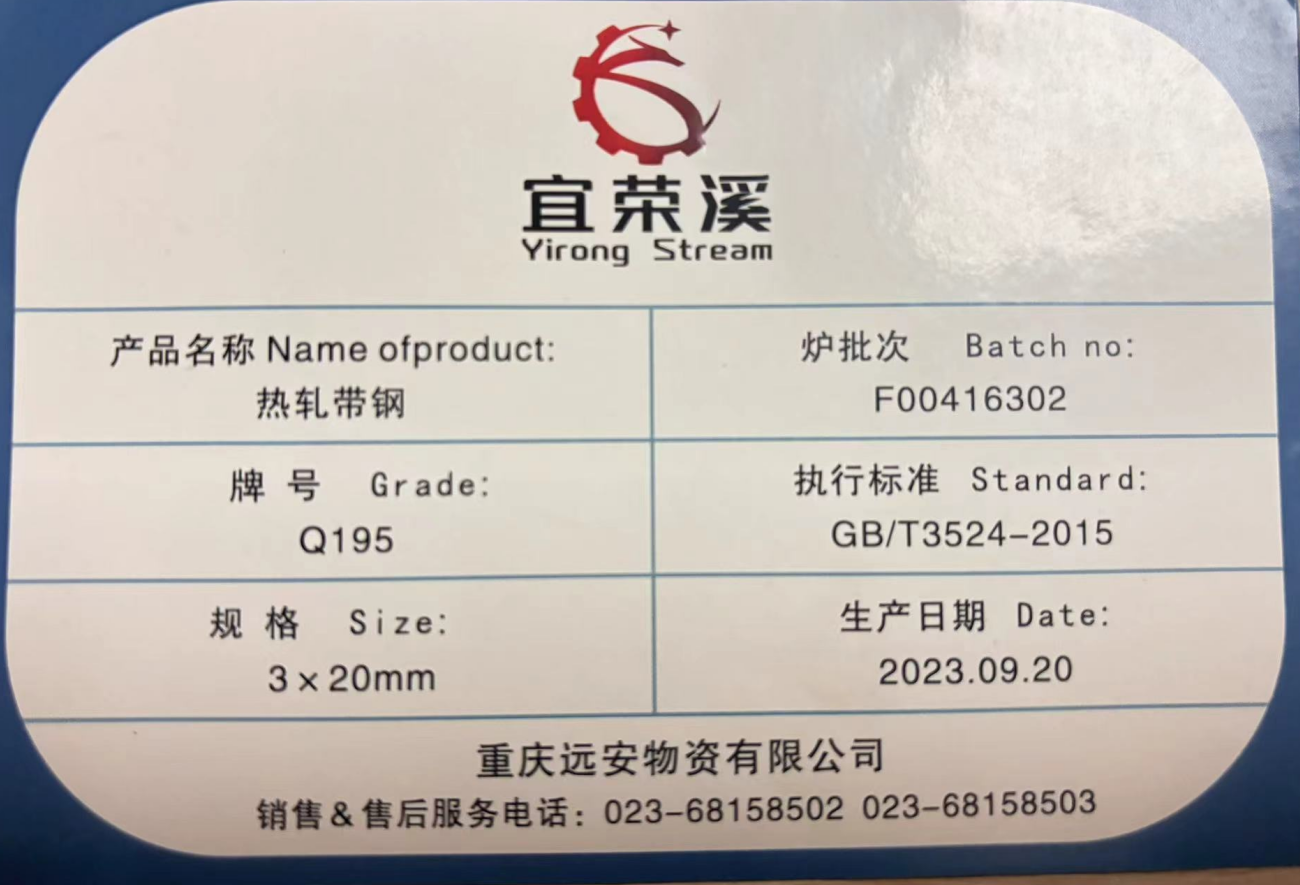 宜荣溪
Yirong Stream
产品名称 Name ofproduct:
热轧带钢
炉批次 Batch no:
F00416302
牌号 Grade:
Q195
执行标准 Standard:
GB/T3524-2015
规格 Size:
3×20mm
生产日期 Date:
2023.09.20
重庆远安物资有限公司
销售&售后服务电话：023-68158502 023-68158503